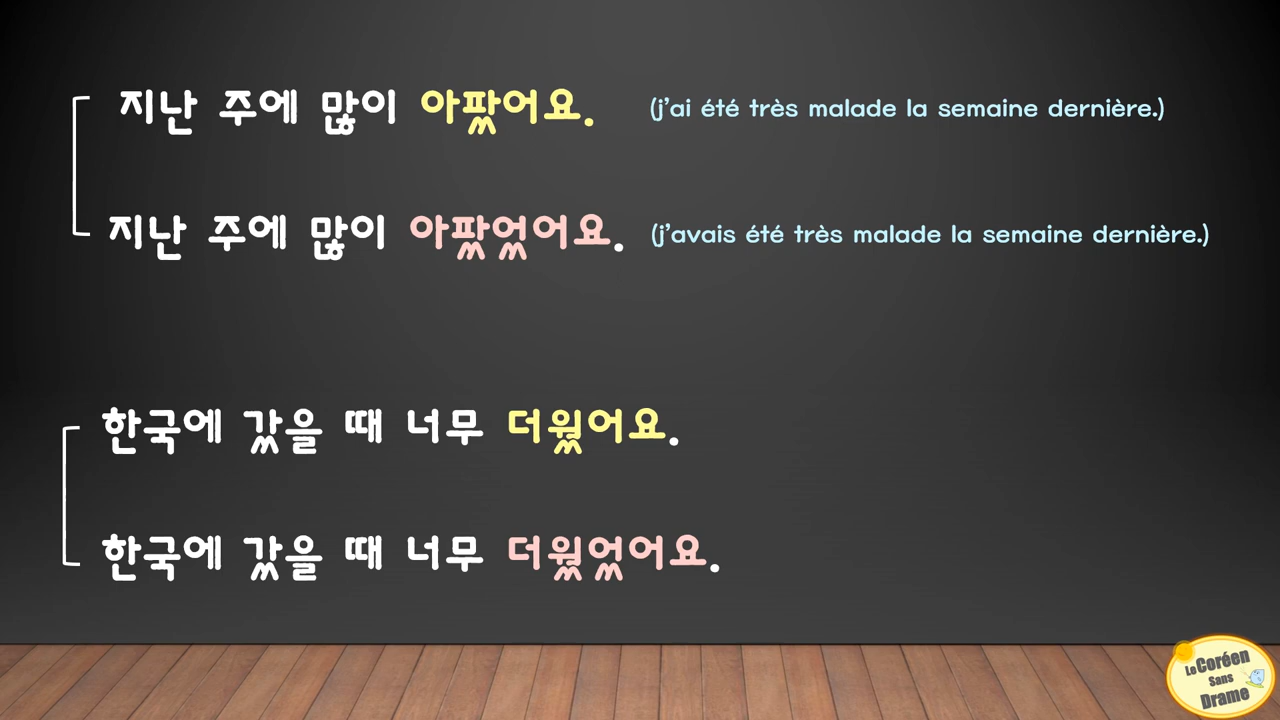 지난 주에 많이 아팠어요. (j'ai été très malade la semaine dernière.)
지난 주에 많이 아팠었어요. (j'avais été très malade la semaine dernière.)
한국에 갔을 때 너무 더웠어요.
한국에 갔을 때 너무 더웠었어요.
Le Coréen
Sans
Drame